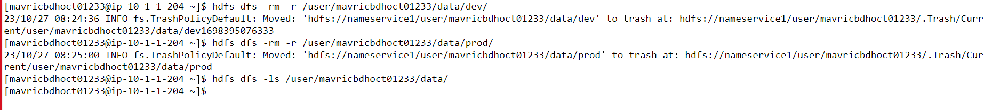 [mavricbdhoct01233@ip-10-1-1-204 ~]$ hdfs dfs -rm -r /user/mavricbdhoct01233/data/dev/
23/10/27 08:24:36 INFO fs.TrashPolicyDefault: Moved: 'hdfs://nameservice1/user/mavricbdhoct01233/data/dev' to trash at: hdfs://nameservice1/user/mavricbdhoct01233/.Trash/Curr
ent/user/mavricbdhoct01233/data/dev1698395076333
[mavricbdhoct01233@ip-10-1-1-204 ~]$ hdfs dfs -rm -r /user/mavricbdhoct01233/data/prod/
23/10/27 08:25:00 INFO fs.TrashPolicyDefault: Moved: 'hdfs://nameservice1/user/mavricbdhoct01233/data/prod' to trash at: hdfs://nameservice1/user/mavricbdhoct01233/.Trash/Cur
rent/user/mavricbdhoct01233/data/prod
[mavricbdhoct01233@ip-10-1-1-204 ~]$ hdfs dfs -ls /user/mavricbdhoct01233/data/
[mavricbdhoct01233@ip-10-1-1-204 ~]$